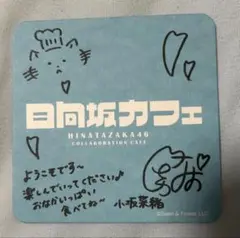 日向坂カフェ
HINATAZAKA46
COLLABORATION CAFE
ようこそです〜
楽しんでいってくださいっ♪
おなかいっぱい
食べてね〜
小坂菜緒